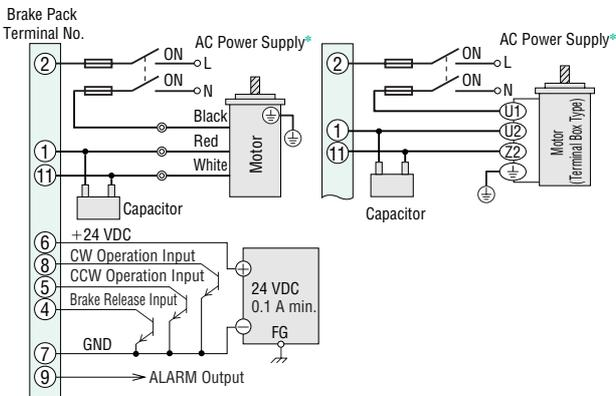 Brake Pack
Terminal No.
AC Power Supply*
2
ON
L
ON
N
Black
Red
1
White
11
Motor
Capacitor
AC Power Supply*
2
ON
L
ON
N
U1
1
U2
11
Z2
Motor
(Terminal Box Type)
Capacitor
6
+24 VDC
8
CW Operation Input
5
CCW Operation Input
4
Brake Release Input
24 VDC
0.1 A min.
FG
7
GND
9
ALARM Output